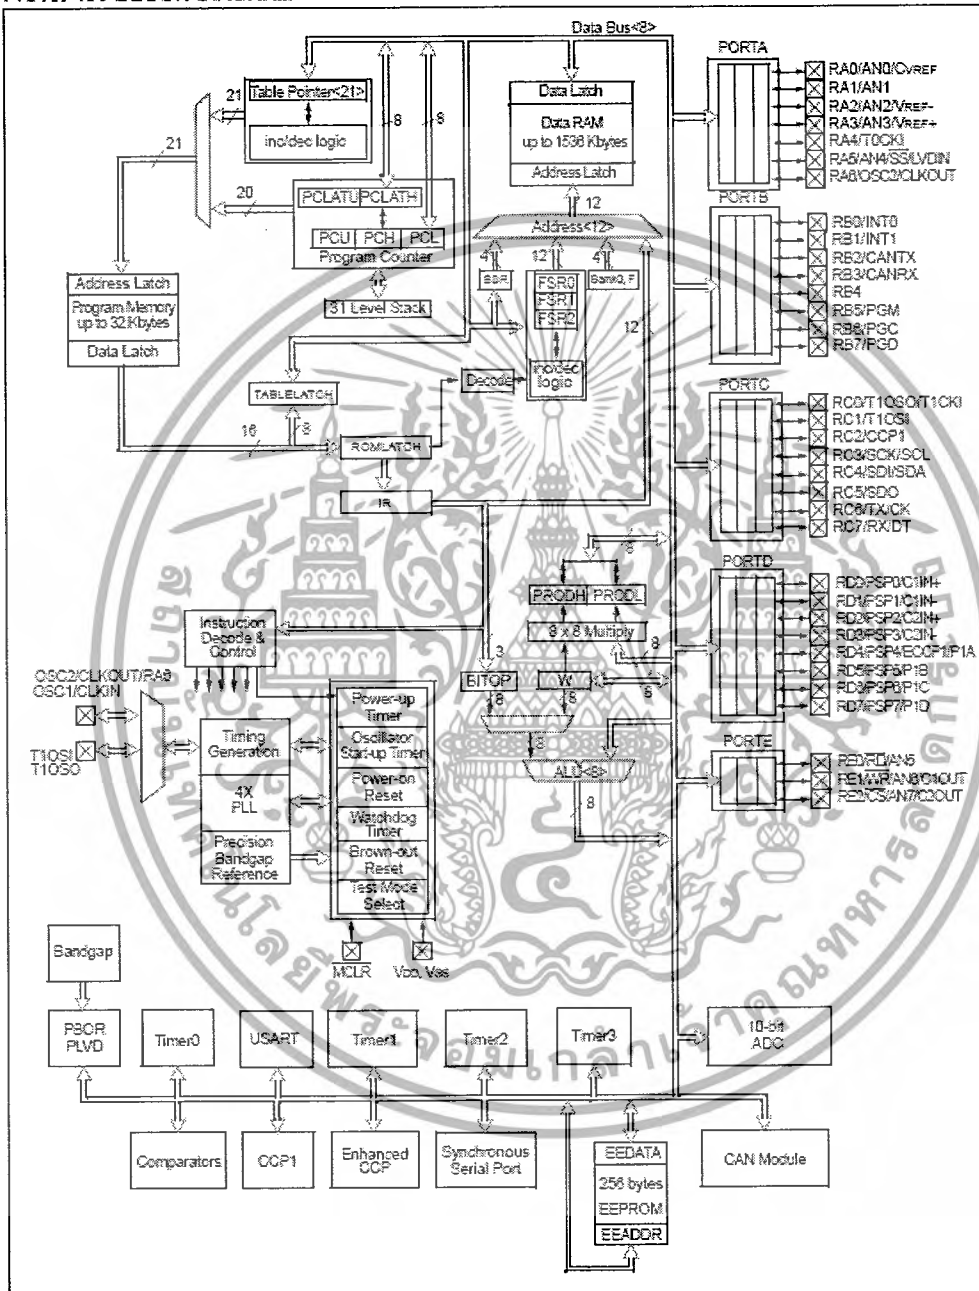 Data Bus<8>
PORTA
RA0/AN0/CVREF
RA1/AN1
RA2/AN2/VREF-
RA3/AN3/VREF+
RA4/T0CKI
RA5/AN4/SS/LVDIN
RA6/OSC2/CLKOUT
21
Table Pointer<21>
inc/dec logic
21
8
8
Data Latch
Data RAM
up to 1536 Kbytes
Address Latch
20
PCLATU PCLATH
PCU PCH PCL
Program Counter
31 Level Stack
12
Address<12>
4
12
4
BSR
FSR0
FSR1
FSR2
Bank0, F
12
inc/dec
logic
PORTB
RB0/INT0
RB1/INT1
RB2/CANTX
RB3/CANRX
RB4
RB5/PGM
RB6/PGC
RB7/PGD
Address Latch
Program Memory
up to 32 Kbytes
Data Latch
TABLELATCH
Decode
16
8
ROMLATCH
IR
PORTC
RC0/T1OSO/T1CKI
RC1/T1OSI
RC2/CCP1
RC3/SCK/SCL
RC4/SDI/SDA
RC5/SDO
RC6/TX/CK
RC7/RX/DT
8
PRODH PRODL
8 x 8 Multiply
8
3
BITOP
W
8
8
8
8
ALU<8>
8
PORTD
RD0/PSP0/C1IN+
RD1/PSP1/C1IN-
RD2/PSP2/C2IN+
RD3/PSP3/C2IN-
RD4/PSP4/ECCP1/P1A
RD5/PSP5/P1B
RD6/PSP6/P1C
RD7/PSP7/P1D
PORTE
RE0/RD/AN5
RE1/WR/AN6/C1OUT
RE2/CS/AN7/C2OUT
Instruction
Decode &
Control
OSC2/CLKOUT/RA6
OSC1/CLKIN
T1OSI
T1OSO
Timing
Generation
4X
PLL
Precision
Bandgap
Reference
Power-up
Timer
Oscillator
Start-up Timer
Power-on
Reset
Watchdog
Timer
Brown-out
Reset
Test Mode
Select
MCLR
VDD, VSS
Bandgap
PBOR
PLVD
Timer0
USART
Timer1
Timer2
Timer3
10-bit
ADC
Comparators
CCP1
Enhanced
CCP
Synchronous
Serial Port
EEDATA
256 bytes
EEPROM
EEADDR
CAN Module